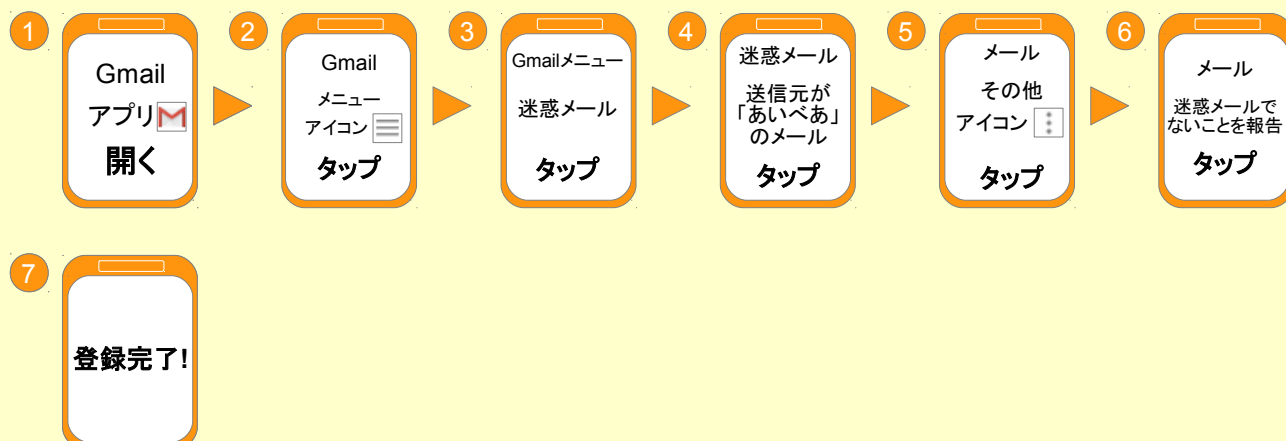 1
Gmail
アプリ
開く
2
Gmail
メニュー
アイコン
タップ
3
Gmailメニュー
迷惑メール
タップ
4
迷惑メール
送信元が
「あいべあ」
のメール
タップ
5
メール
その他
アイコン
タップ
6
メール
迷惑メールで
ないことを報告
タップ
7
登録完了!